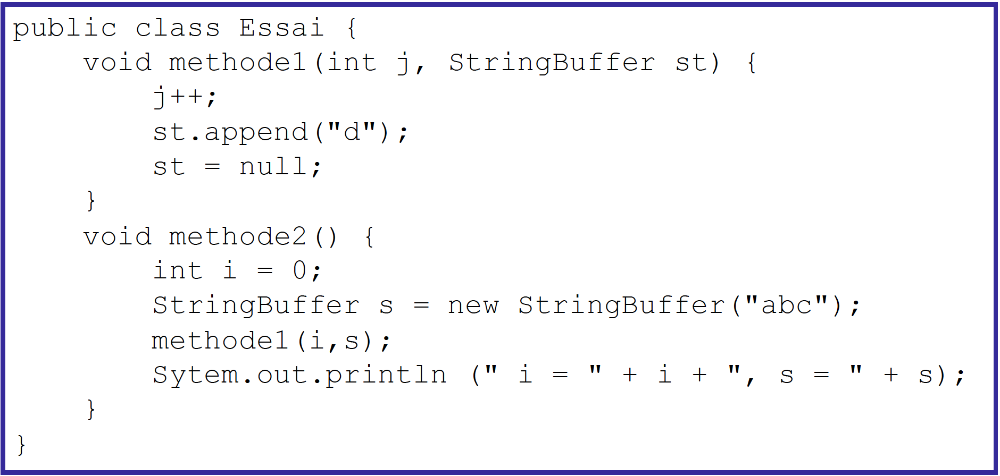 public class Essai {
    void methode1(int j, StringBuffer st) {
        j++;
        st.append("d");
        st = null;
    }
    void methode2() {
        int i = 0;
        StringBuffer s = new StringBuffer("abc");
        methode1(i,s);
        Sytem.out.println (" i = " + i + ", s = " + s);
    }
}